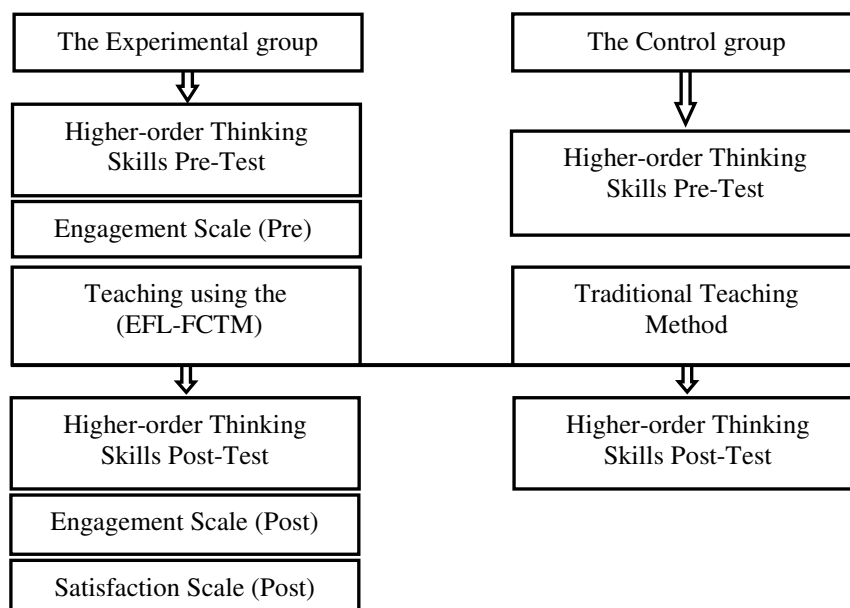 The Experimental group
Higher-order Thinking
Skills Pre-Test
Engagement Scale (Pre)
Teaching using the
(EFL-FCTM)
Higher-order Thinking
Skills Post-Test
Engagement Scale (Post)
Satisfaction Scale (Post)
The Control group
Higher-order Thinking
Skills Pre-Test
Traditional Teaching
Method
Higher-order Thinking
Skills Post-Test